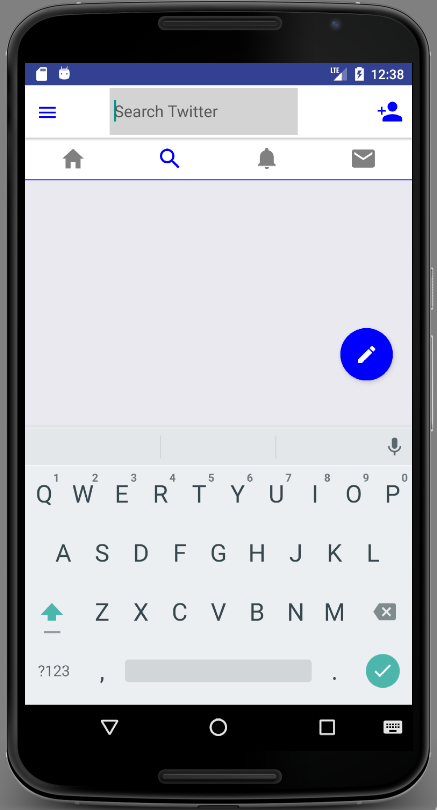 LTE 12:38
Search Twitter
1 2 3 4 5 6 7 8 9 0
Q W E R T Y U I O P
A S D F G H J K L
Z X C V B N M
?123 , .